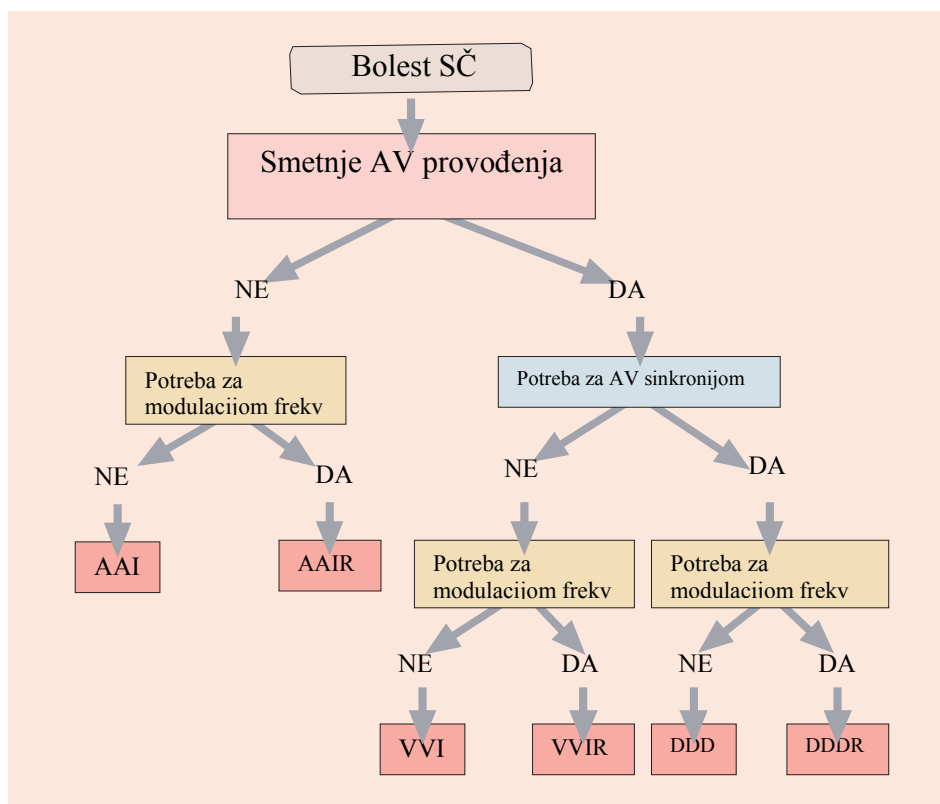 Bolest SČ
Smetnje AV provođenja
NE
DA
Potreba za
modulacijom frekv
Potreba za AV sinkronijom
NE
DA
NE
DA
AAI
AAIR
Potreba za
modulacijom frekv
Potreba za
modulacijom frekv
NE
DA
NE
DA
VVI
VVIR
DDD
DDDR